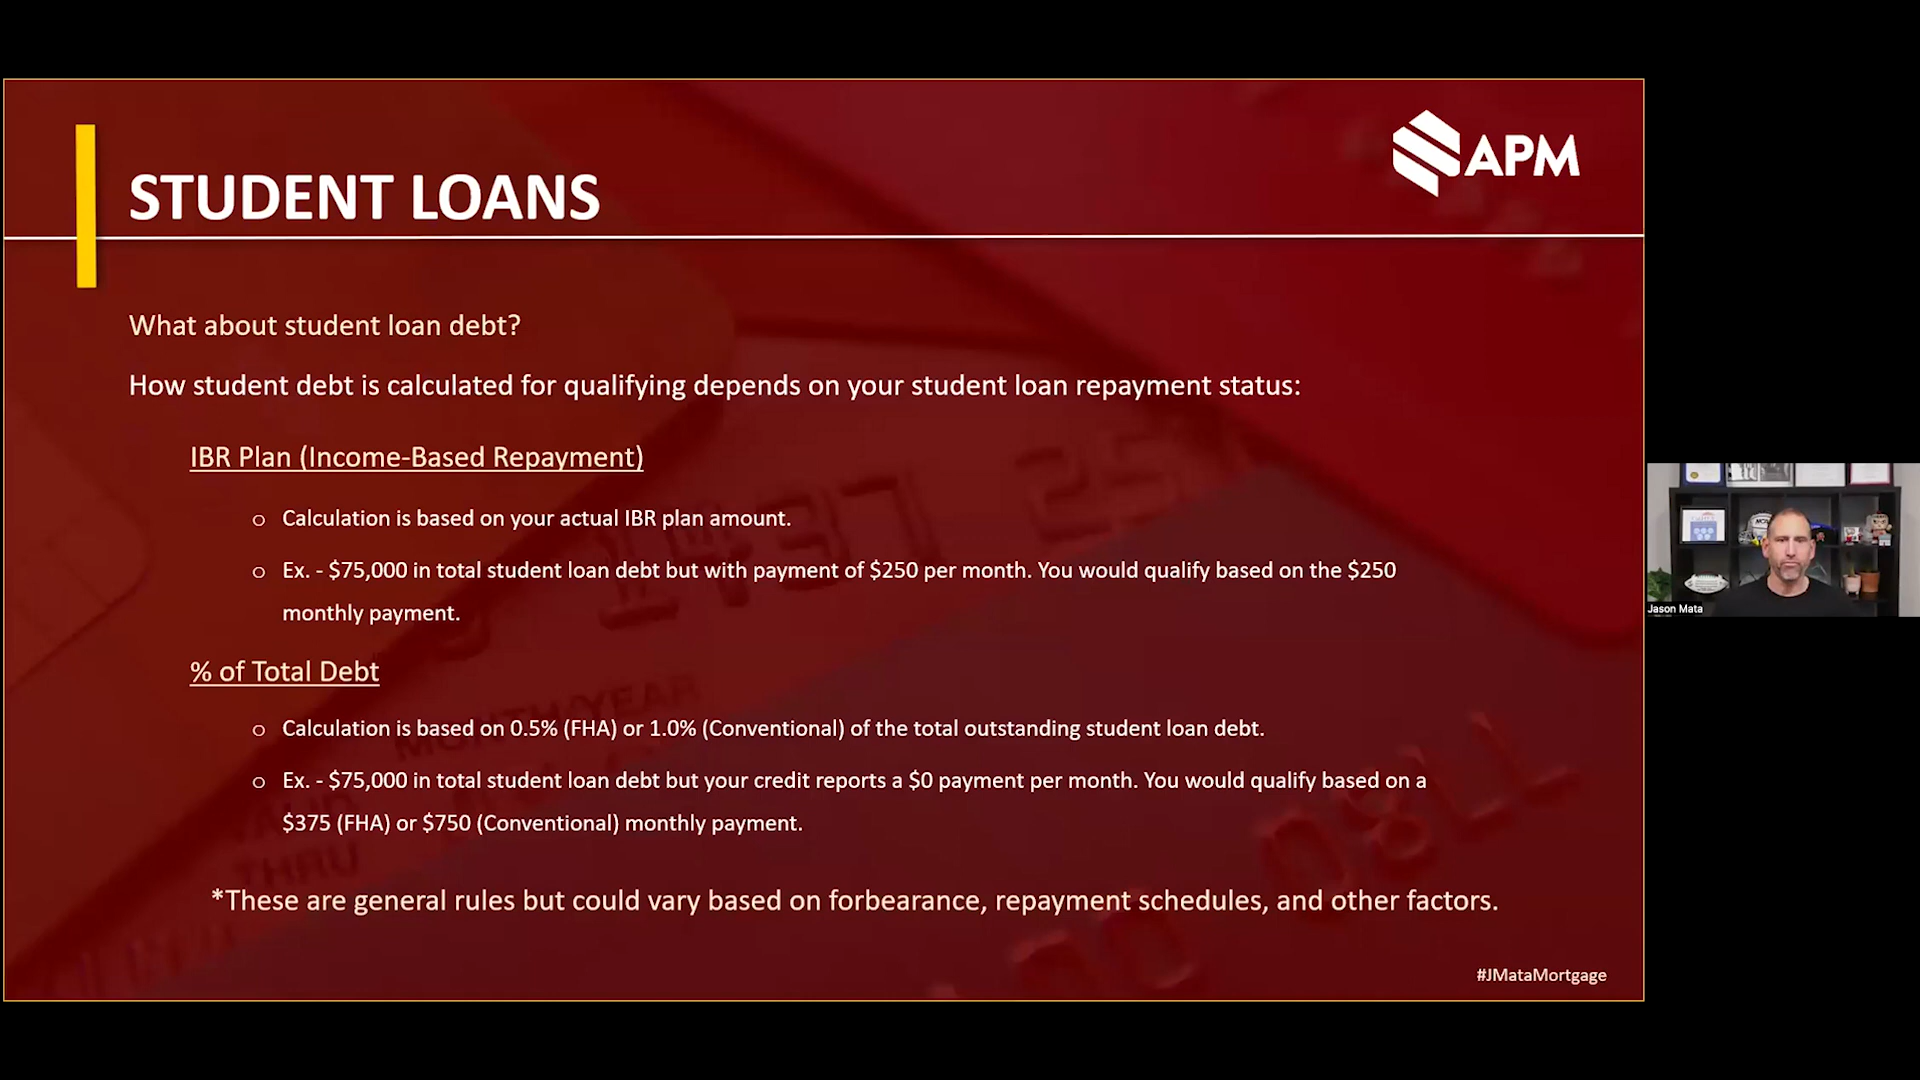 APM
STUDENT LOANS
What about student loan debt?
How student debt is calculated for qualifying depends on your student loan repayment status:
IBR Plan (Income-Based Repayment)
o Calculation is based on your actual IBR plan amount.
o Ex. - $75,000 in total student loan debt but with payment of $250 per month. You would qualify based on the $250
monthly payment.
% of Total Debt
o Calculation is based on 0.5% (FHA) or 1.0% (Conventional) of the total outstanding student loan debt.
o Ex. - $75,000 in total student loan debt but your credit reports a $0 payment per month. You would qualify based on a
$375 (FHA) or $750 (Conventional) monthly payment.
*These are general rules but could vary based on forbearance, repayment schedules, and other factors.
#JMataMortgage
Jason Mata
MONTH/YEAR
THRU